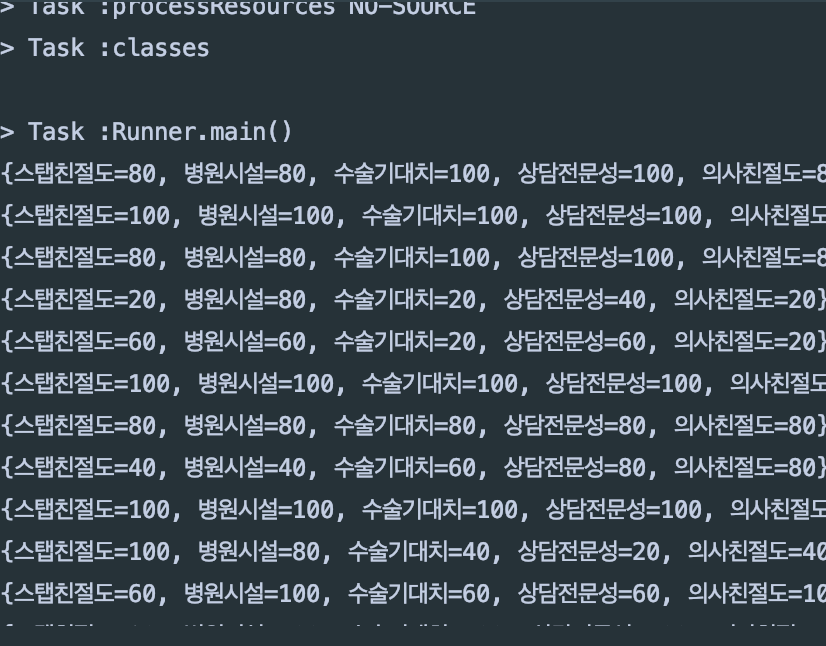 > Task :processResources NO-SOURCE
> Task :classes
> Task :Runner.main()
{스탭친절도=80, 병원시설=80, 수술기대치=100, 상담전문성=100, 의사친절도=8
{스탭친절도=100, 병원시설=100, 수술기대치=100, 상담전문성=100, 의사친절도
{스탭친절도=80, 병원시설=80, 수술기대치=100, 상담전문성=100, 의사친절도=8
{스탭친절도=20, 병원시설=80, 수술기대치=20, 상담전문성=40, 의사친절도=20}
{스탭친절도=60, 병원시설=60, 수술기대치=20, 상담전문성=60, 의사친절도=20}
{스탭친절도=100, 병원시설=100, 수술기대치=100, 상담전문성=100, 의사친절도
{스탭친절도=80, 병원시설=80, 수술기대치=80, 상담전문성=80, 의사친절도=80}
{스탭친절도=40, 병원시설=40, 수술기대치=60, 상담전문성=80, 의사친절도=80}
{스탭친절도=100, 병원시설=100, 수술기대치=100, 상담전문성=100, 의사친절도
{스탭친절도=100, 병원시설=80, 수술기대치=40, 상담전문성=20, 의사친절도=40
{스탭친절도=60, 병원시설=100, 수술기대치=60, 상담전문성=60, 의사친절도=10